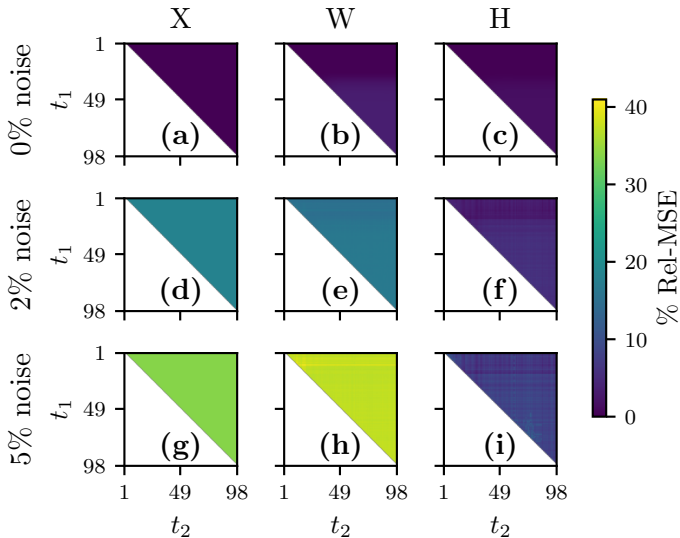 X W H
0% noise
t₁
1
49
98
(a) (b) (c)
2% noise
t₁
1
49
98
(d) (e) (f)
5% noise
t₁
1
49
98
(g) (h) (i)
1 49 98 1 49 98 1 49 98
t₂ t₂ t₂
40
30
20
10
0
% Rel-MSE